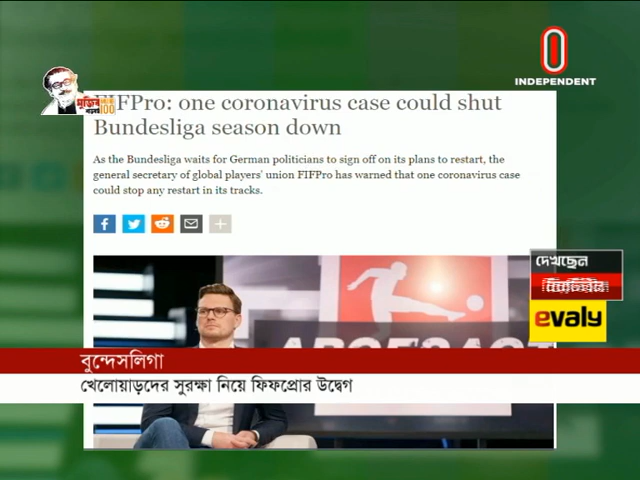 INDEPENDENT
মুজিব
100
FIFPro: one coronavirus case could shut
Bundesliga season down
As the Bundesliga waits for German politicians to sign off on its plans to restart, the
general secretary of global players' union FIFPro has warned that one coronavirus case
could stop any restart in its tracks.
দেখছেন
evaly
বুন্দেসলিগা
খেলোয়াড়দের সুরক্ষা নিয়ে ফিফপ্রোর উদ্বেগ